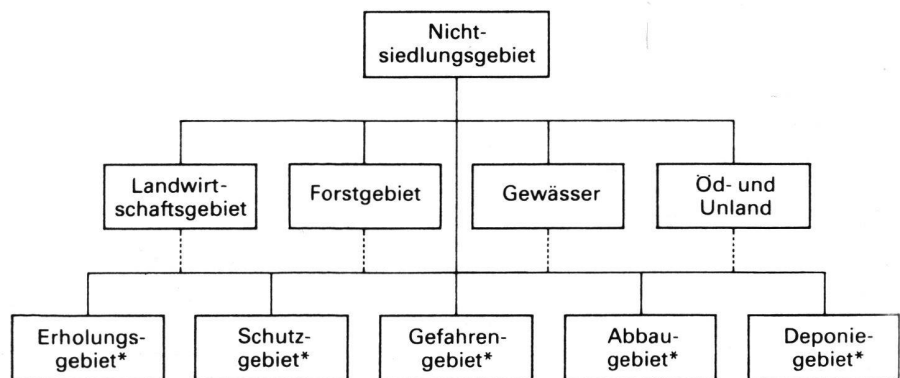 Nicht-
siedlungsgebiet
Landwirt-
schaftsgebiet
Forstgebiet
Gewässer
Öd- und
Unland
Erholungs-
gebiet*
Schutz-
gebiet*
Gefahren-
gebiet*
Abbau-
gebiet*
Deponie-
gebiet*